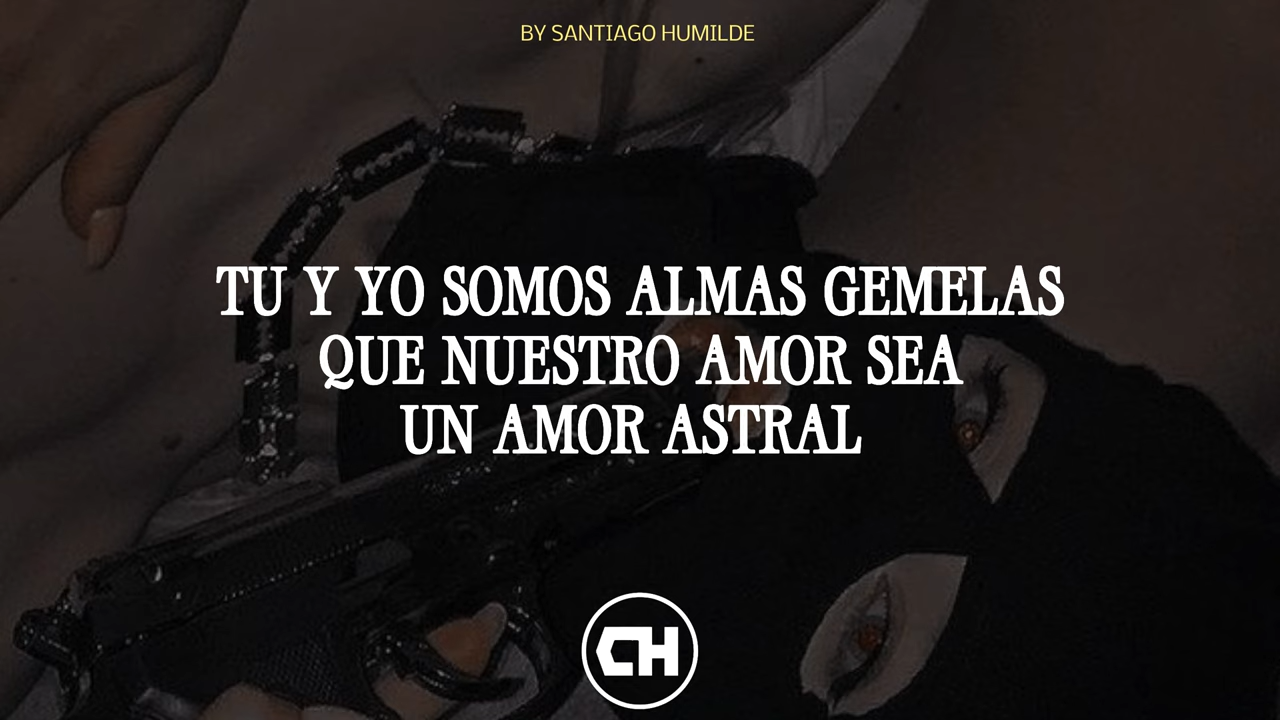 BY SANTIAGO HUMILDE
TU Y YO SOMOS ALMAS GEMELAS
QUE NUESTRO AMOR SEA
UN AMOR ASTRAL
CH